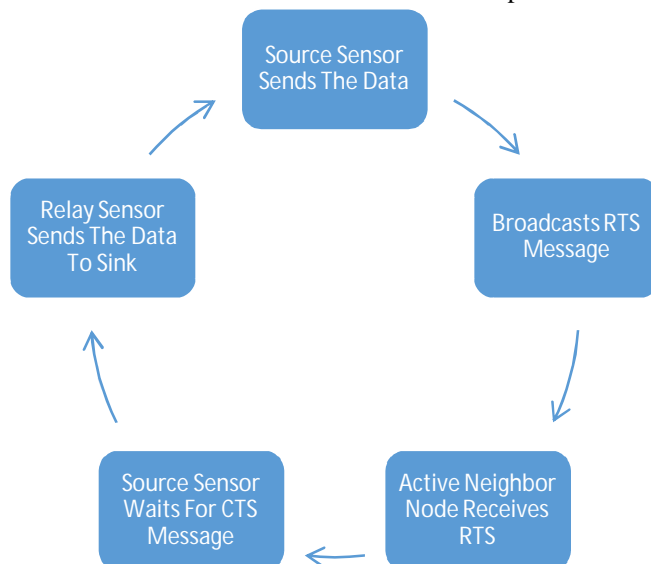 Source Sensor
Sends The Data
Broadcasts RTS
Message
Active Neighbor
Node Receives
RTS
Source Sensor
Waits For CTS
Message
Relay Sensor
Sends The Data
To Sink